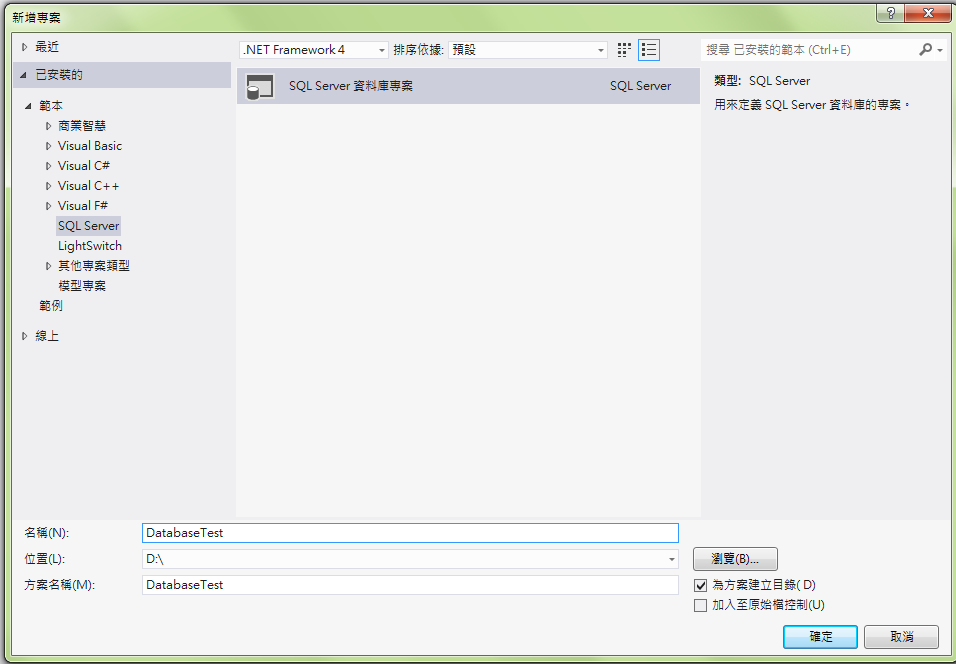 新增專案
最近
已安裝的
範本
商業智慧
Visual Basic
Visual C#
Visual C++
Visual F#
SQL Server
LightSwitch
其他專案類型
模型專案
範例
線上
.NET Framework 4 排序依據: 預設
SQL Server 資料庫專案 SQL Server
搜尋 已安裝的範本 (Ctrl+E)
類型: SQL Server
用來定義 SQL Server 資料庫的專案。
名稱(N): DatabaseTest
位置(L): D:\ 瀏覽(B)...
方案名稱(M): DatabaseTest 為方案建立目錄( D)
加入至原始檔控制(U)
確定 取消